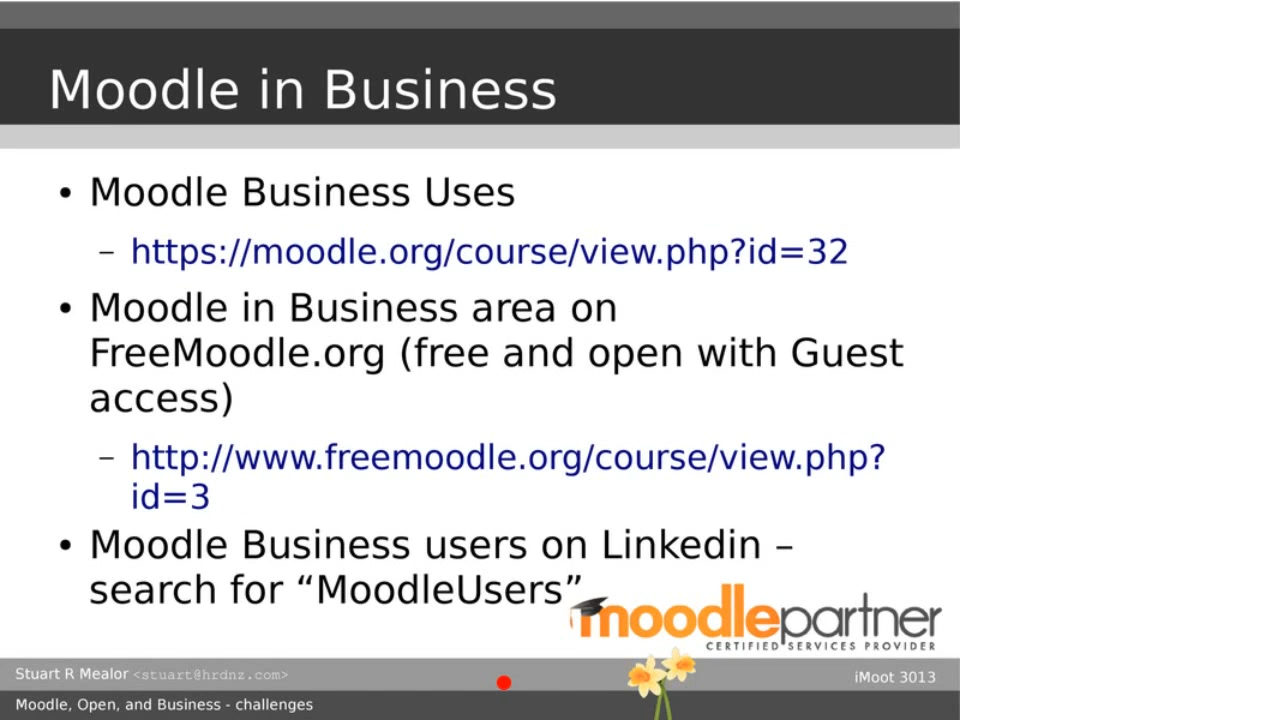 Moodle in Business
• Moodle Business Uses
– https://moodle.org/course/view.php?id=32
• Moodle in Business area on
FreeMoodle.org (free and open with Guest
access)
– http://www.freemoodle.org/course/view.php?
id=3
• Moodle Business users on Linkedin –
search for “MoodleUsers”
moodlepartner
CERTIFIED SERVICES PROVIDER
Stuart R Mealor <stuart@hrdnz.com>
iMoot 3013
Moodle, Open, and Business - challenges